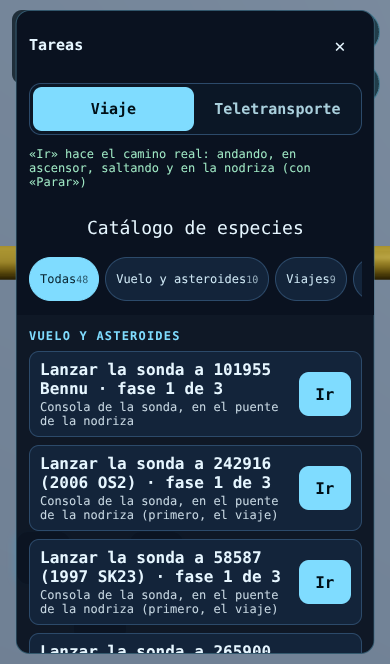 Tareas ×
Viaje Teletransporte
«Ir» hace el camino real: andando, en
ascensor, saltando y en la nodriza (con
«Parar»)
Catálogo de especies
Todas48 Vuelo y asteroides10 Viajes9
VUELO Y ASTEROIDES
Lanzar la sonda a 101955
Bennu · fase 1 de 3
Consola de la sonda, en el puente
de la nodriza
Ir
Lanzar la sonda a 242916
(2006 OS2) · fase 1 de 3
Consola de la sonda, en el puente
de la nodriza (primero, el viaje)
Ir
Lanzar la sonda a 58587
(1997 SK23) · fase 1 de 3
Consola de la sonda, en el puente
de la nodriza (primero, el viaje)
Ir
Lanzar la sonda a 265900